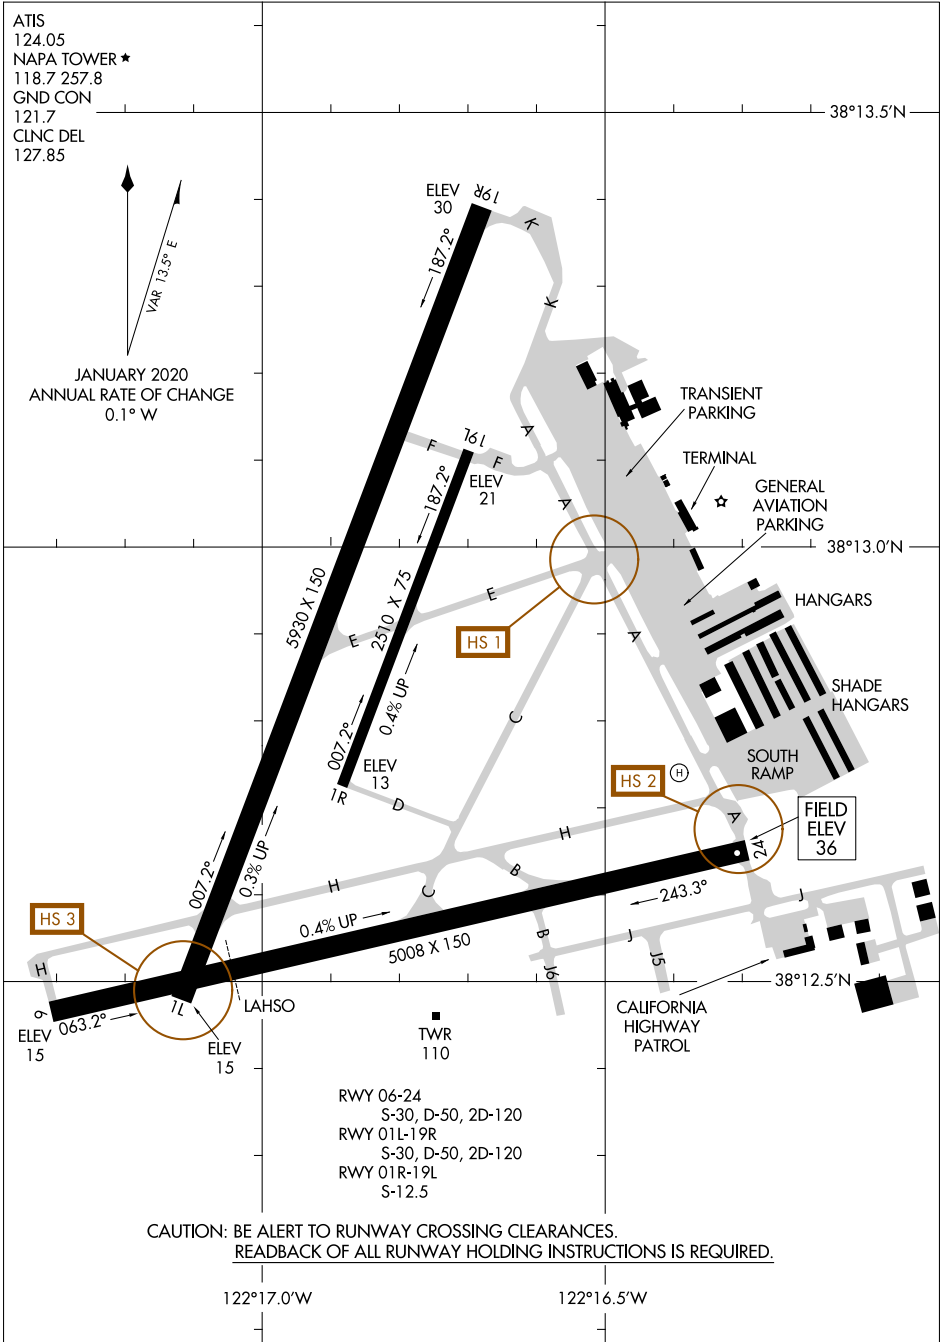 ATIS
124.05
NAPA TOWER ★
118.7 257.8
GND CON
121.7
CLNC DEL
127.85
38°13.5'N
VAR 13.5° E
JANUARY 2020
ANNUAL RATE OF CHANGE
0.1° W
ELEV
30
19R
K
187.2°
K
TRANSIENT
PARKING
A
F
19L
F
ELEV
21
187.2°
TERMINAL
GENERAL
AVIATION
PARKING
A
38°13.0'N
5930 X 150
2510 X 75
E
E
HS 1
HANGARS
A
SHADE
HANGARS
0.4% UP
007.2°
C
ELEV
13
1R
D
SOUTH
RAMP
HS 2
H
A
FIELD
ELEV
36
H
24
007.2°
0.3% UP
H
C
B
243.3°
J
HS 3
0.4% UP
5008 X 150
B
J
J5
J6
H
38°12.5'N
6
ELEV
15
063.2°
1L
LAHSO
ELEV
15
TWR
110
CALIFORNIA
HIGHWAY
PATROL
RWY 06-24
S-30, D-50, 2D-120
RWY 01L-19R
S-30, D-50, 2D-120
RWY 01R-19L
S-12.5
CAUTION: BE ALERT TO RUNWAY CROSSING CLEARANCES.
READBACK OF ALL RUNWAY HOLDING INSTRUCTIONS IS REQUIRED.
122°17.0'W
122°16.5'W